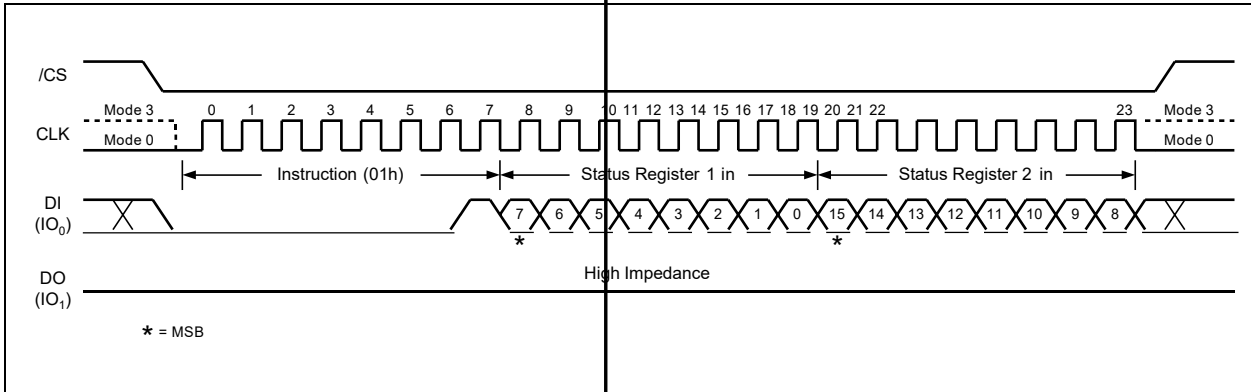 /CS
Mode 3 0 1 2 3 4 5 6 7 8 9 10 11 12 13 14 15 16 17 18 19 20 21 22 23 Mode 3
CLK
Mode 0 Mode 0
Instruction (01h) Status Register 1 in Status Register 2 in
DI
(IO0) 7 6 5 4 3 2 1 0 15 14 13 12 11 10 9 8
* *
High Impedance
DO
(IO1)
* = MSB